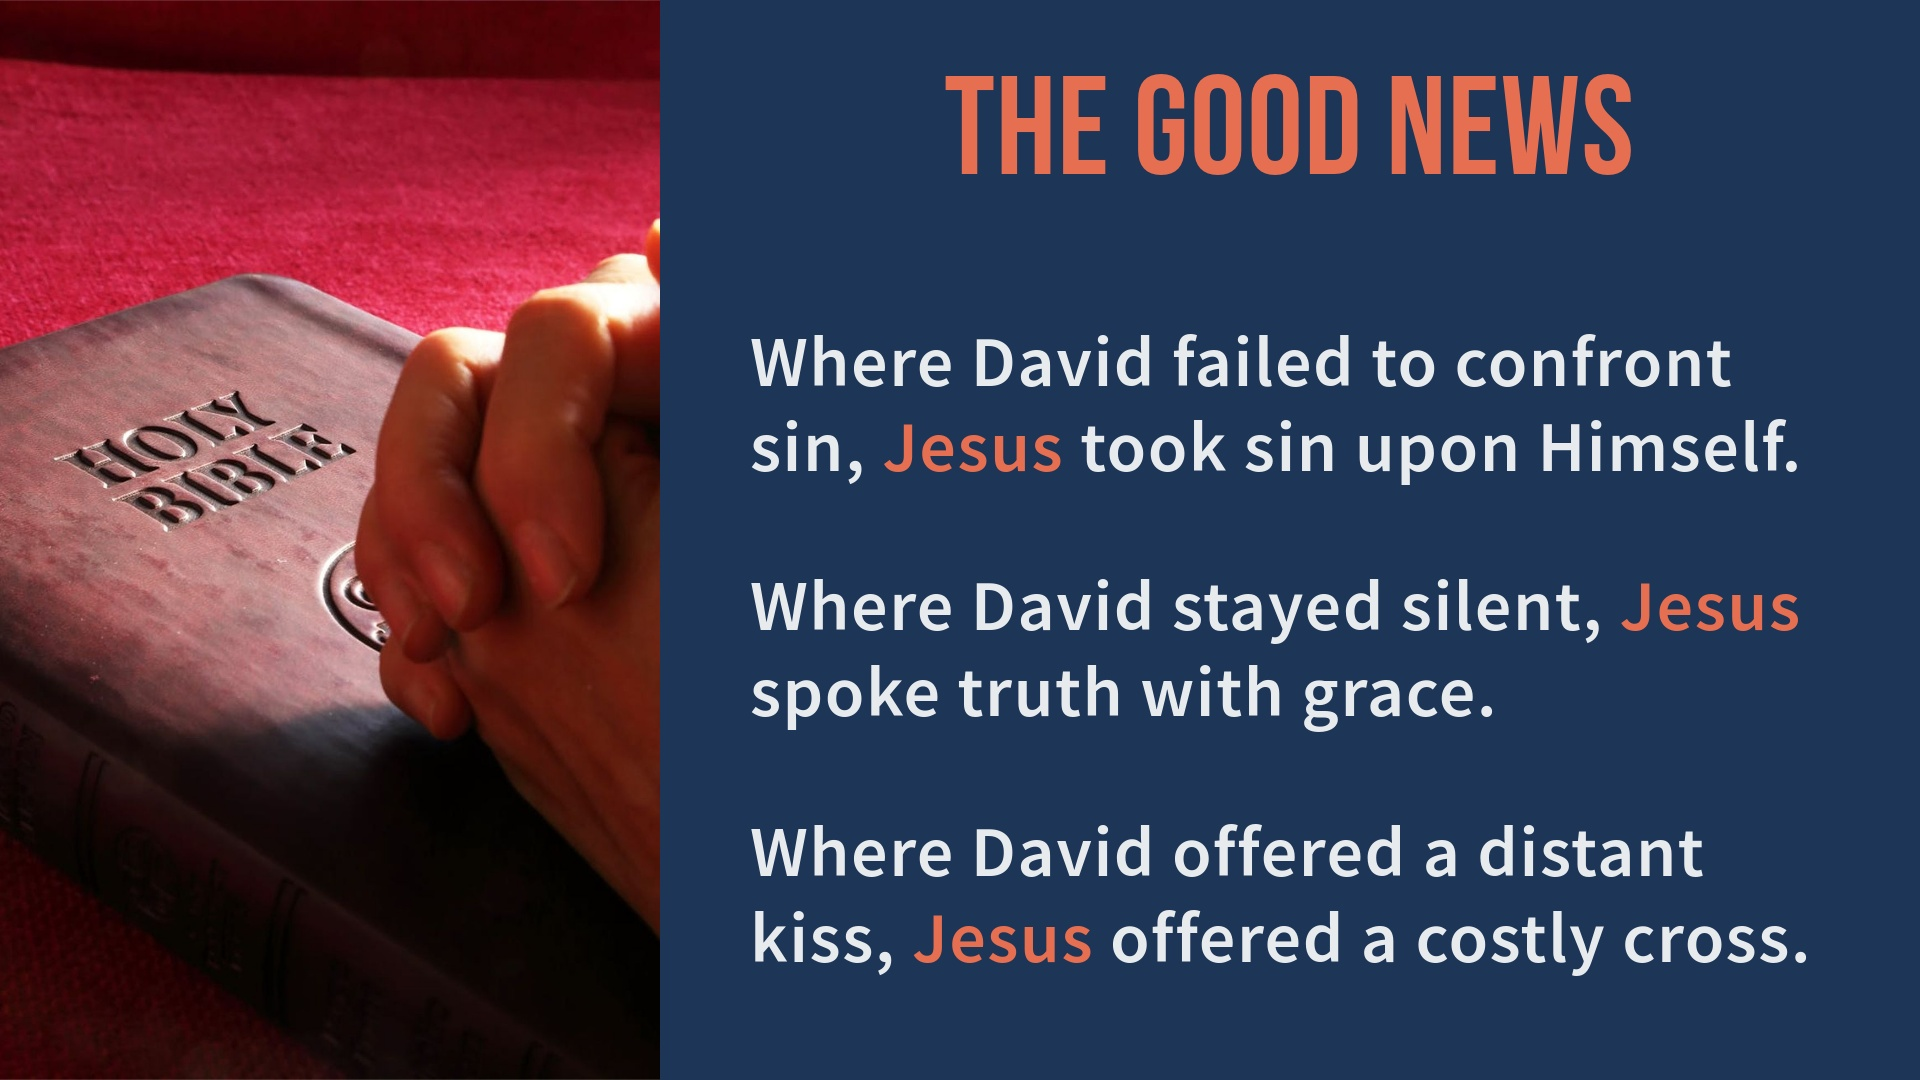 HOLY
BIBLE
THE GOOD NEWS
Where David failed to confront
sin, Jesus took sin upon Himself.
Where David stayed silent, Jesus
spoke truth with grace.
Where David offered a distant
kiss, Jesus offered a costly cross.